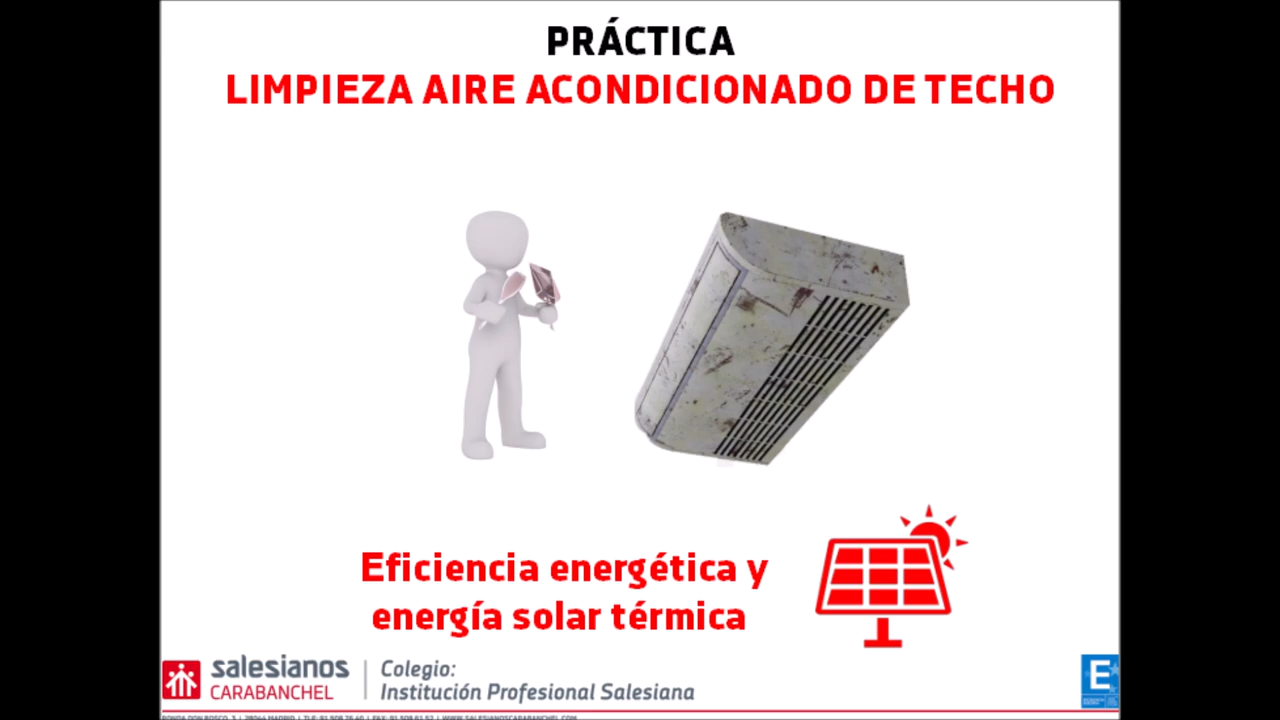 PRÁCTICA
LIMPIEZA AIRE ACONDICIONADO DE TECHO
Eficiencia energética y
energía solar térmica
salesianos
CARABANCHEL
Colegio:
Institución Profesional Salesiana
E